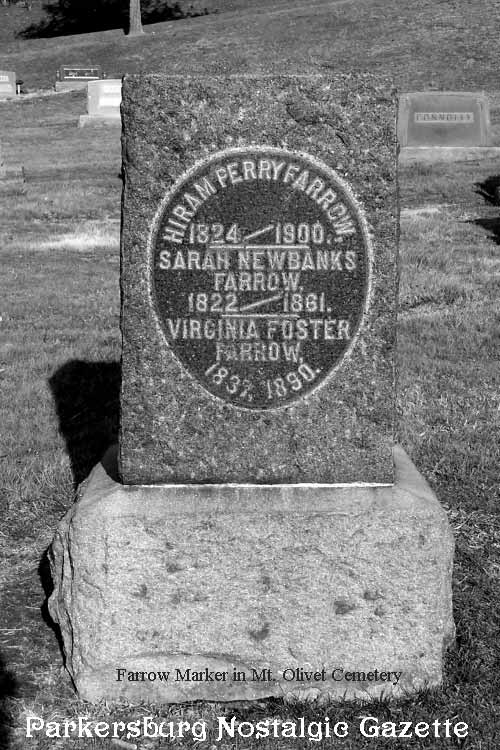 CONNOLLY
HIRAM PERRY FARROW,
1824 — 1900.
SARAH NEWBANKS
FARROW,
1822 — 1861.
VIRGINIA FOSTER
FARROW,
1837, 1890.
Farrow Marker in Mt. Olivet Cemetery
Parkersburg Nostalgic Gazette